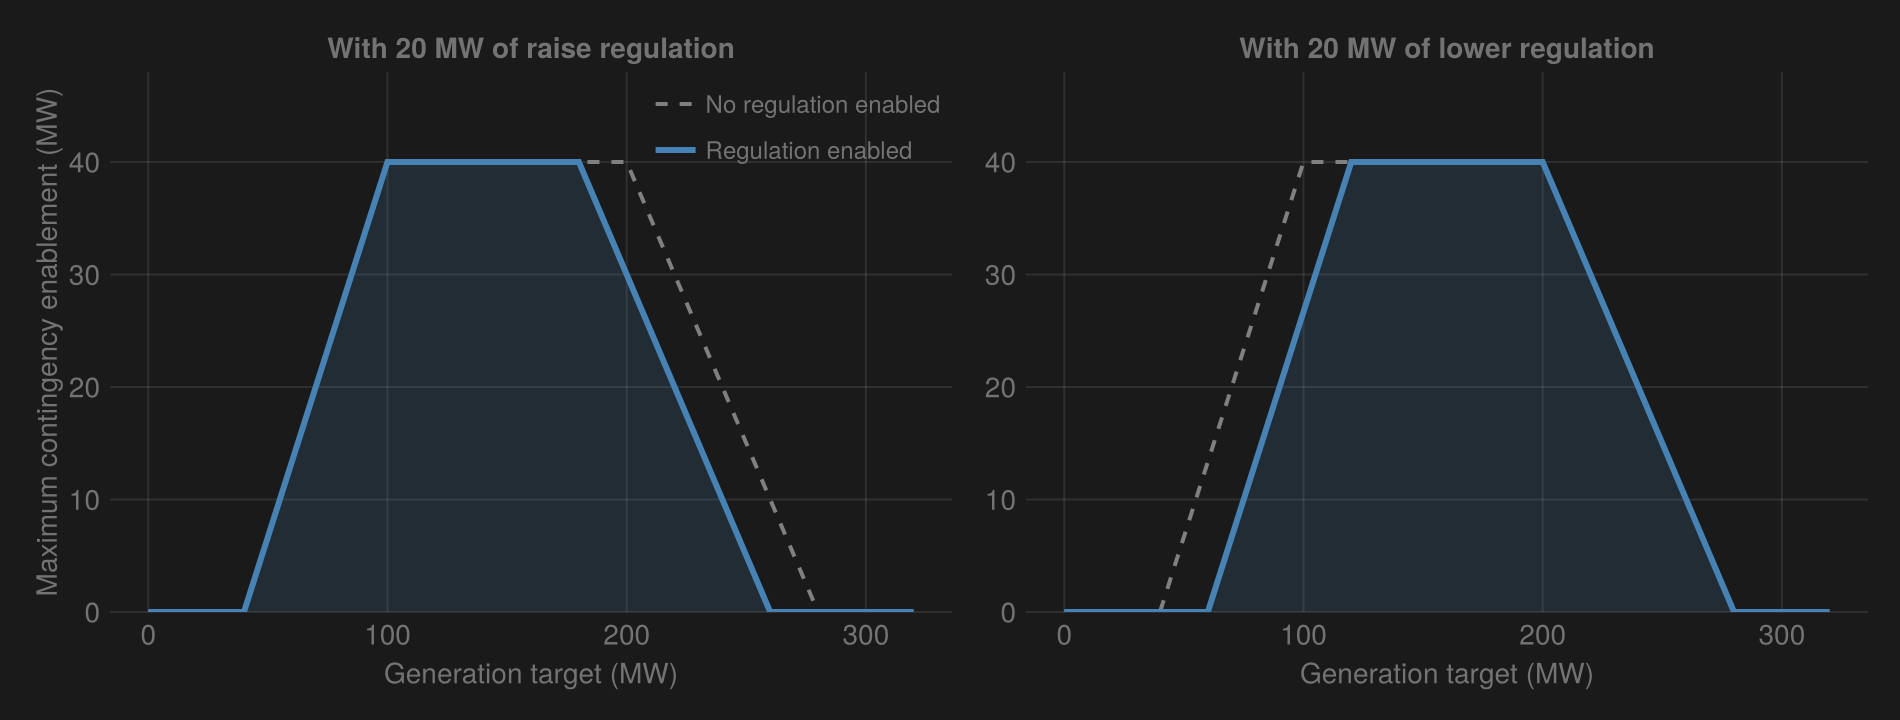 With 20 MW of raise regulation
No regulation enabled
Regulation enabled
Maximum contingency enablement (MW)
40
30
20
10
0
0 100 200 300
Generation target (MW)
With 20 MW of lower regulation
40
30
20
10
0
0 100 200 300
Generation target (MW)